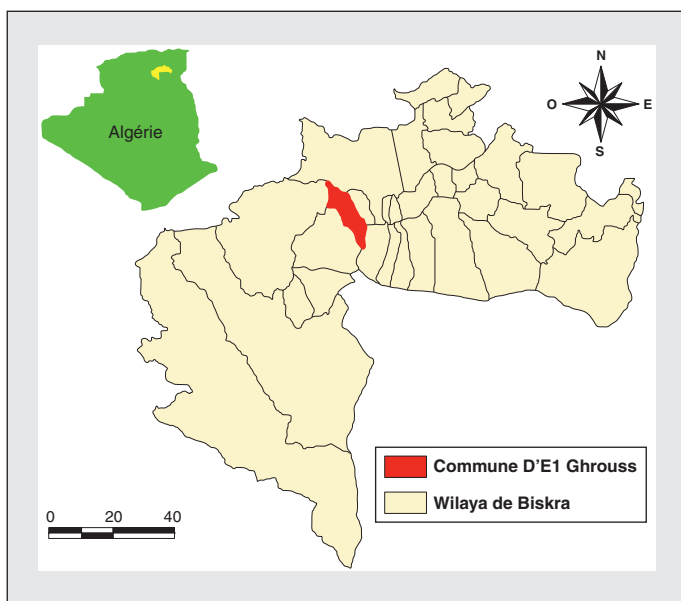 Algérie
N
O
E
S
Commune D'E1 Ghrouss
Wilaya de Biskra
0 20 40